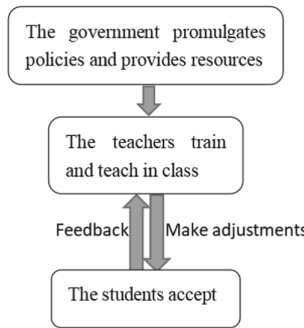 The government promulgates
policies and provides resources
The teachers train
and teach in class
Feedback
Make adjustments
The students accept